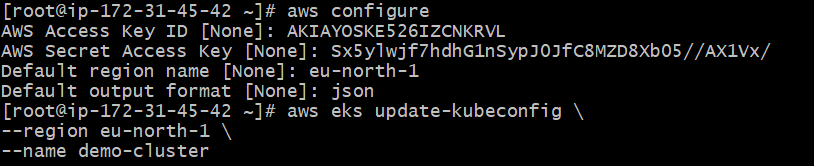 [root@ip-172-31-45-42 ~]# aws configure
AWS Access Key ID [None]: AKIAYOSKE526IZCNKRVL
AWS Secret Access Key [None]: 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
Default region name [None]: eu-north-1
Default output format [None]: json
[root@ip-172-31-45-42 ~]# aws eks update-kubeconfig \
--region eu-north-1 \
--name demo-cluster